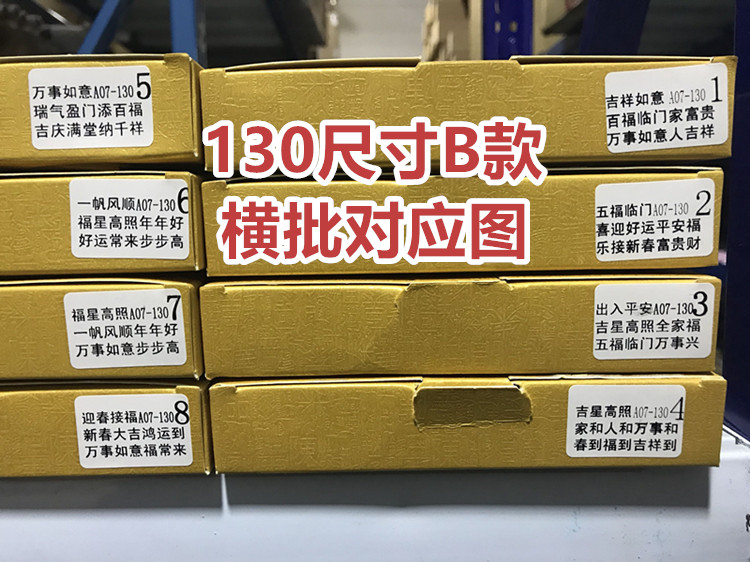 130尺寸B款
横批对应图
万事如意A07-130 5
瑞气盈门添百福
吉庆满堂纳千祥
一帆风顺A07-130 6
福星高照年年好
好运常来步步高
福星高照A07-130 7
一帆风顺年年好
万事如意步步高
迎春接福A07-130 8
新春大吉鸿运到
万事如意福常来
吉祥如意A07-130 1
百福临门家富贵
万事如意人吉祥
五福临门A07-130 2
喜迎好运平安福
乐接新春富贵财
出入平安A07-130 3
吉星高照全家福
五福临门万事兴
吉星高照A07-130 4
家和人和万事和
春到福到吉祥到